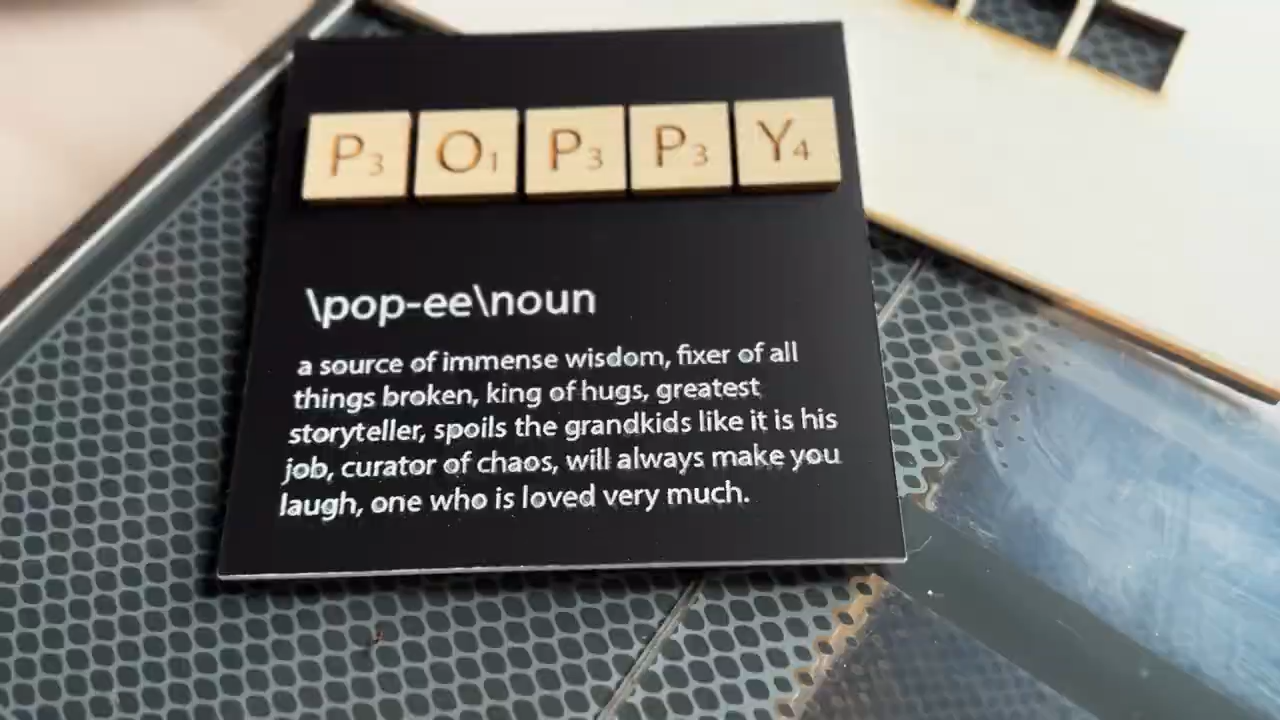 P3 O1 P3 P3 Y4
\pop-ee\noun
a source of immense wisdom, fixer of all
things broken, king of hugs, greatest
storyteller, spoils the grandkids like it is his
job, curator of chaos, will always make you
laugh, one who is loved very much.